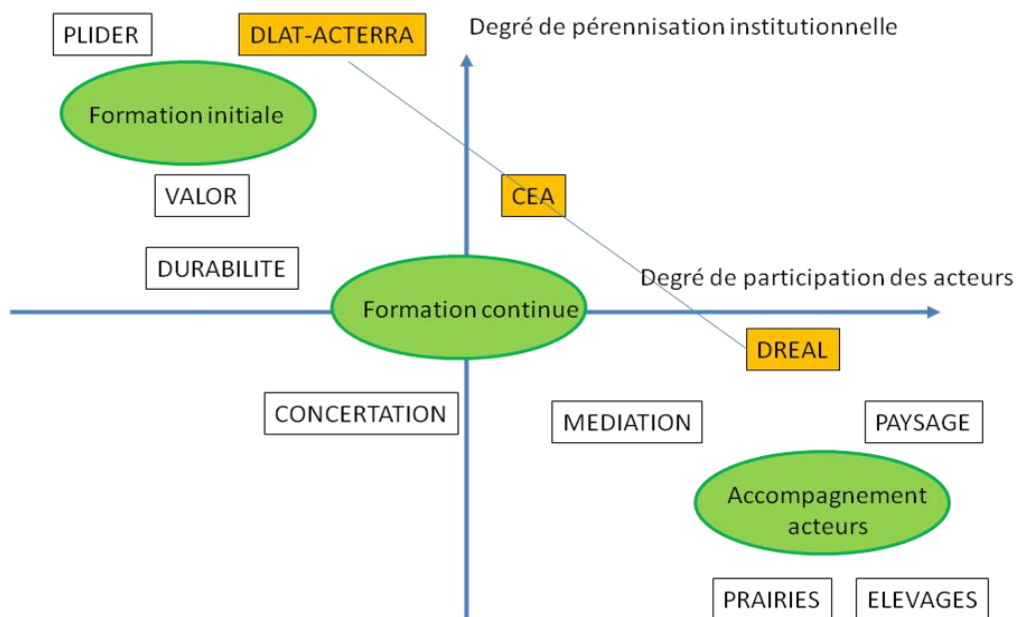 PLIDER
DLAT-ACTERRA
Degré de pérennisation institutionnelle
Formation initiale
VALOR
CEA
DURABILITE
Degré de participation des acteurs
Formation continue
DREAL
CONCERTATION
MEDIATION
PAYSAGE
Accompagnement
acteurs
PRAIRIES
ELEVAGES